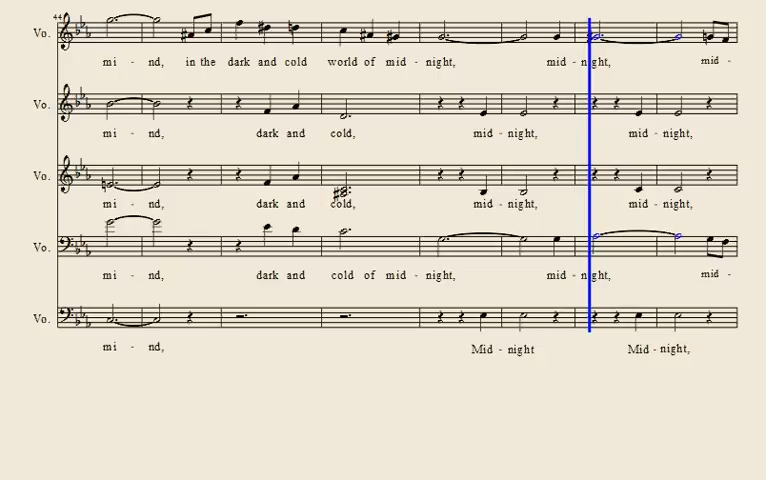 44
Vo.
mi - nd, in the dark and cold world of mid - night, mid - night, mid -
Vo.
mi - nd, dark and cold, mid - night, mid - night,
Vo.
mi - nd, dark and cold, mid - night, mid - night,
Vo.
mi - nd, dark and cold of mid - night, mid - night, mid -
Vo.
mi - nd, Mid - night Mid - night,